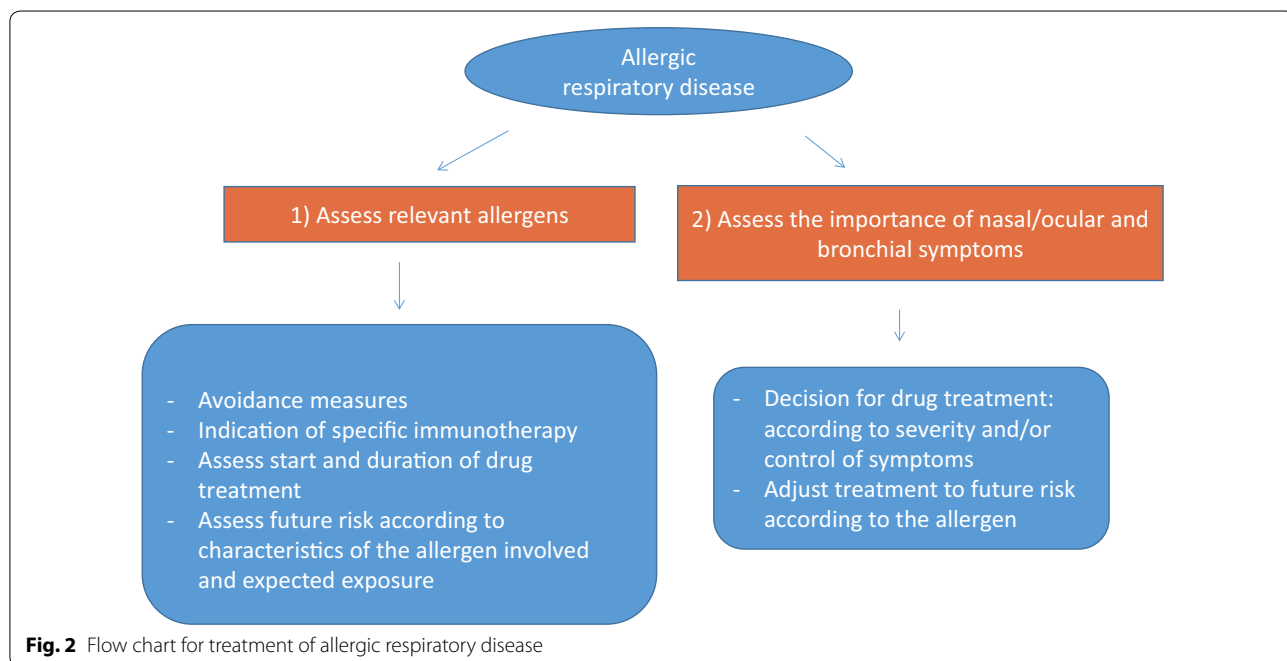 Allergic
respiratory disease
1) Assess relevant allergens
2) Assess the importance of nasal/ocular and
bronchial symptoms
- Avoidance measures
- Indication of specific immunotherapy
- Assess start and duration of drug
treatment
- Assess future risk according to
characteristics of the allergen involved
and expected exposure
- Decision for drug treatment:
according to severity and/or
control of symptoms
- Adjust treatment to future risk
according to the allergen
Fig. 2 Flow chart for treatment of allergic respiratory disease